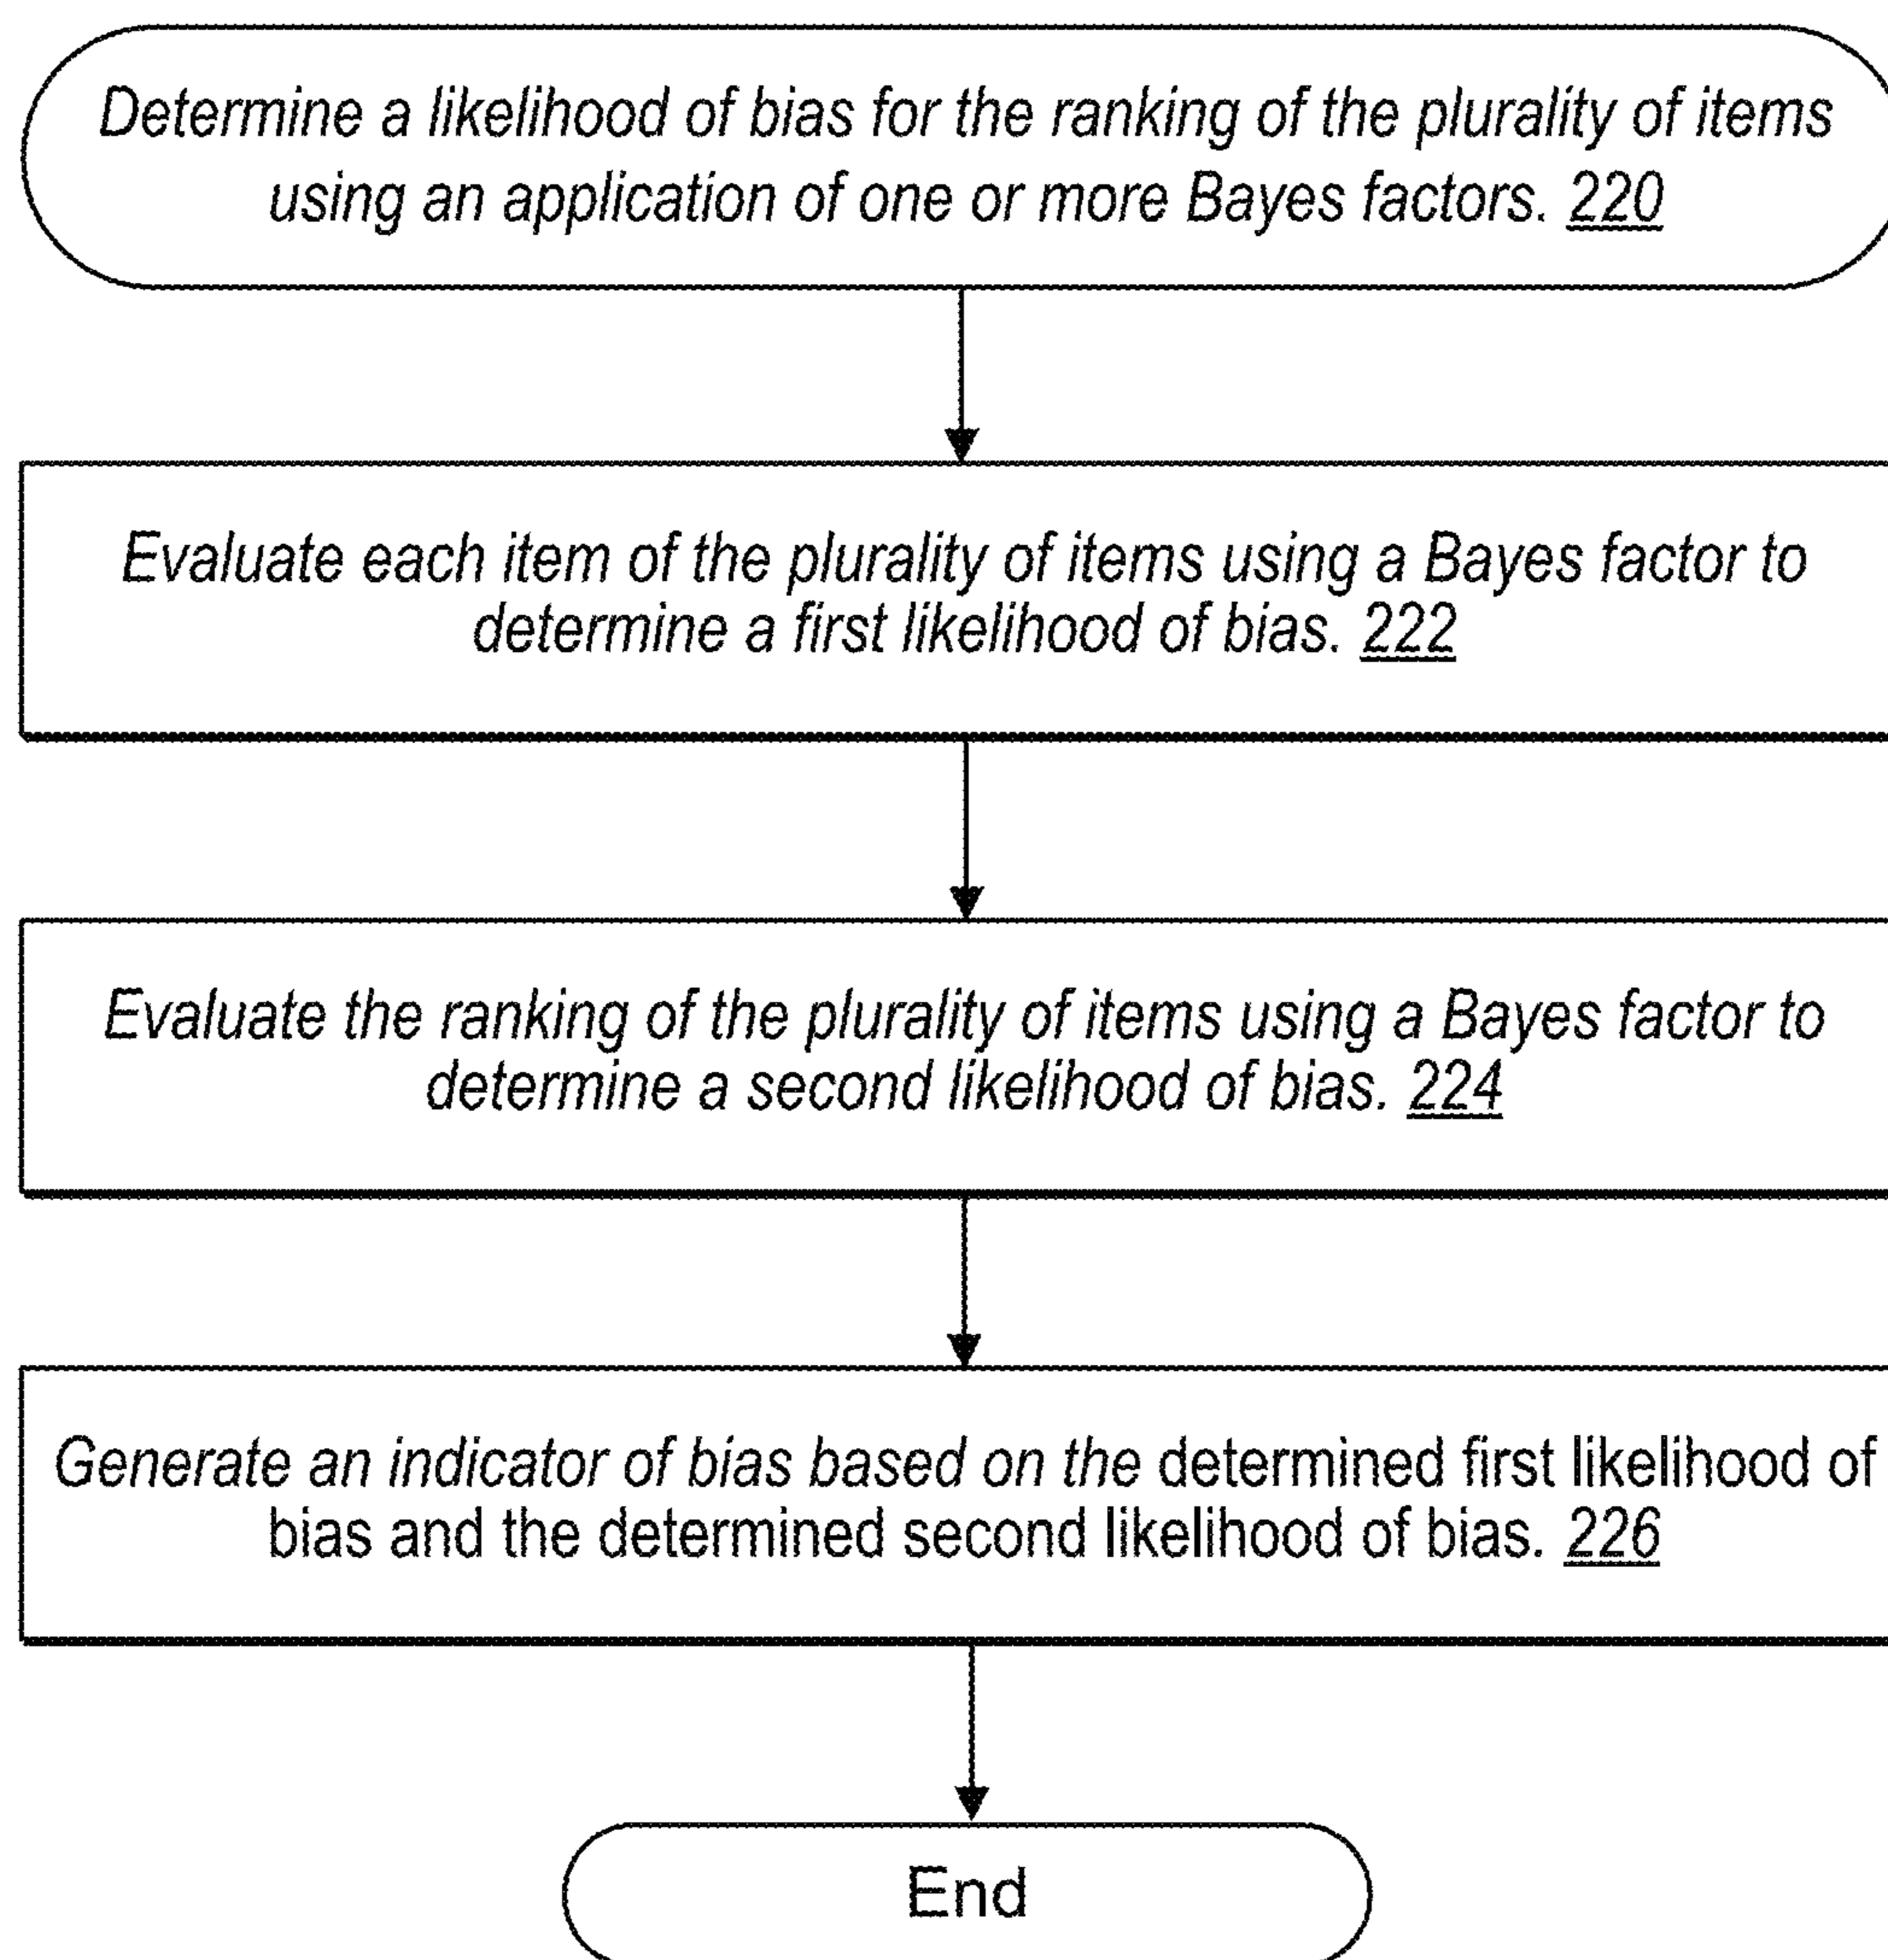 Determine a likelihood of bias for the ranking of the plurality of items
using an application of one or more Bayes factors. 220
Evaluate each item of the plurality of items using a Bayes factor to
determine a first likelihood of bias. 222
Evaluate the ranking of the plurality of items using a Bayes factor to
determine a second likelihood of bias. 224
Generate an indicator of bias based on the determined first likelihood of
bias and the determined second likelihood of bias. 226
End